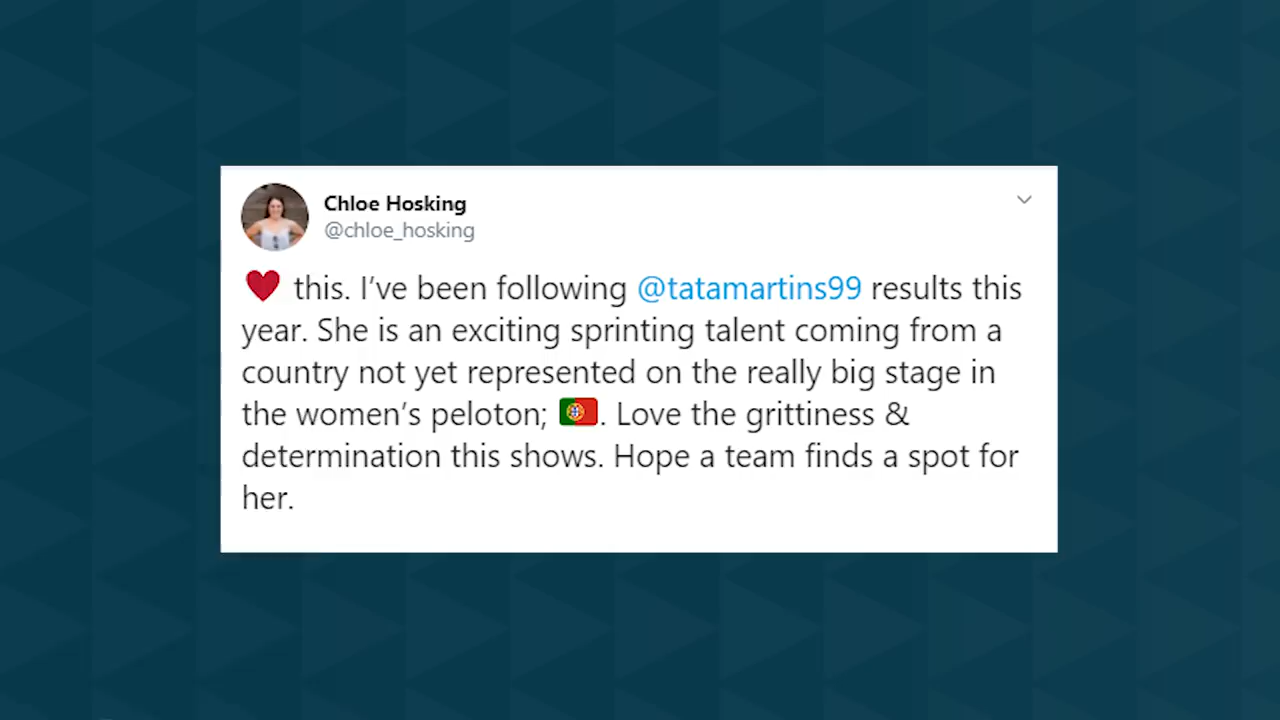 Chloe Hosking
@chloe_hosking
❤️ this. I’ve been following @tatamartins99 results this
year. She is an exciting sprinting talent coming from a
country not yet represented on the really big stage in
the women’s peloton; 🇵🇹. Love the grittiness &
determination this shows. Hope a team finds a spot for
her.